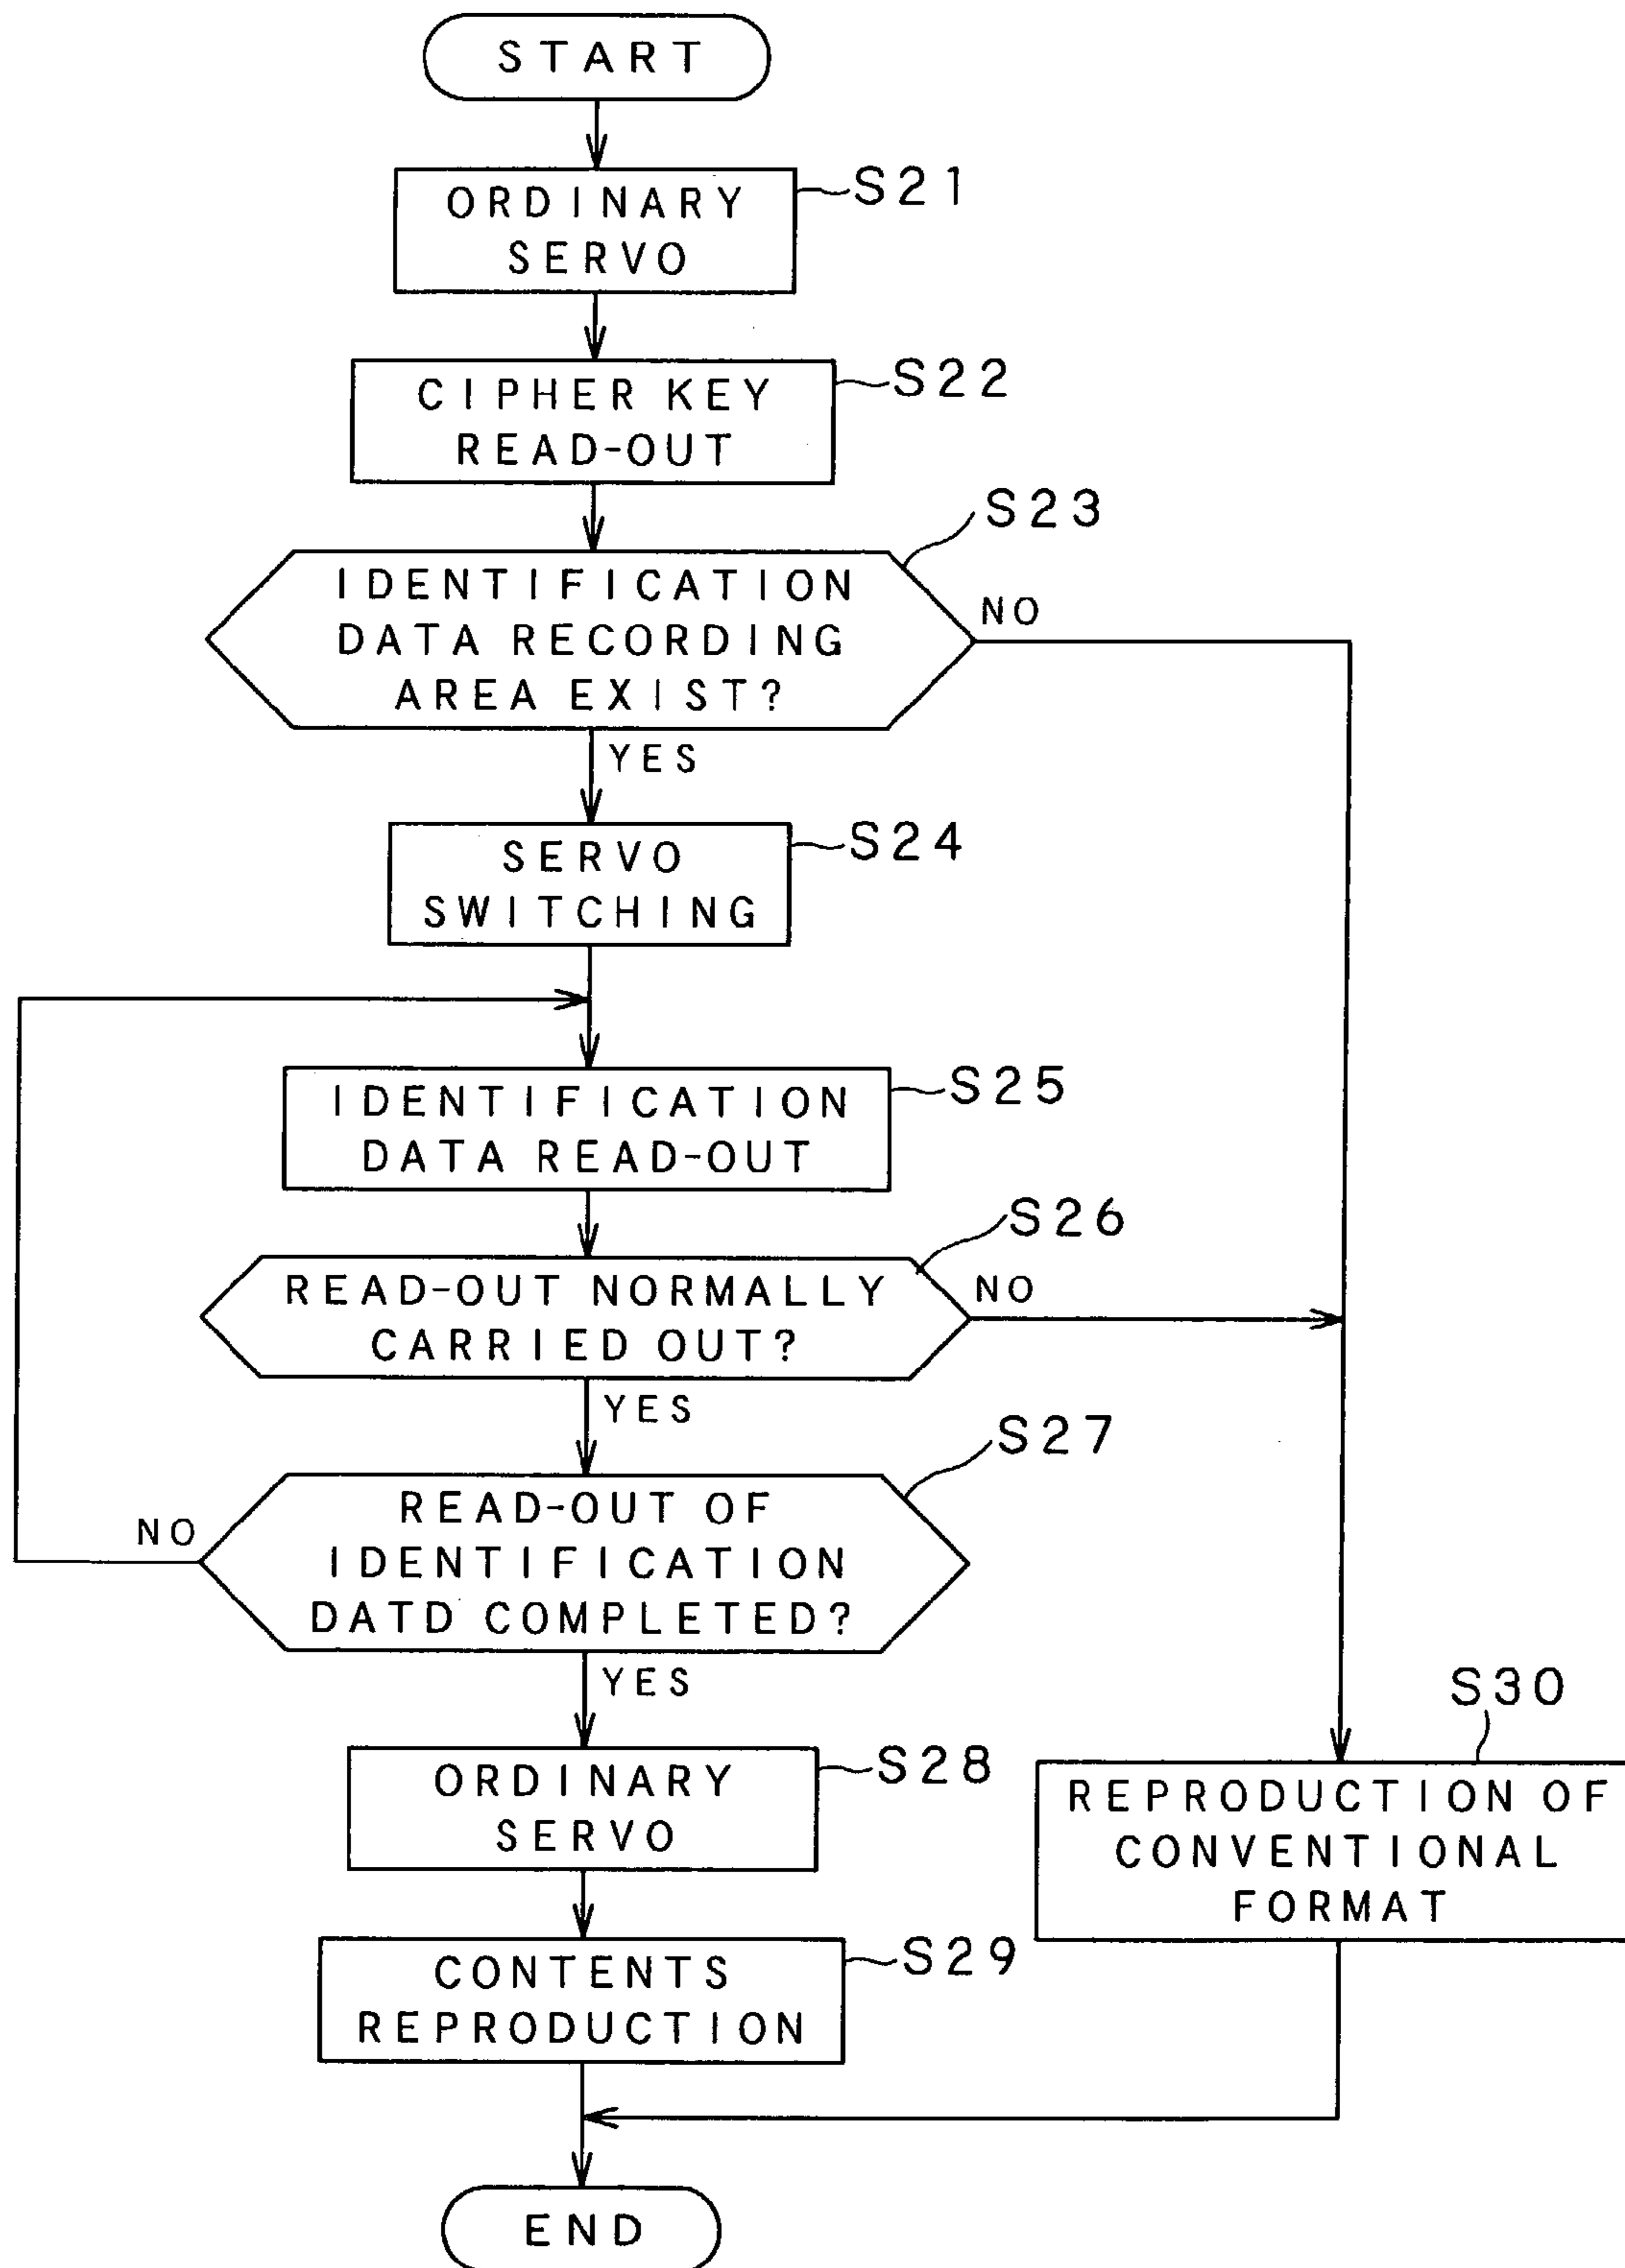 START
ORDINARY
SERVO
S21
CIPHER KEY
READ-OUT
S22
S23
IDENTIFICATION
DATA RECORDING
AREA EXIST?
NO
YES
SERVO
SWITCHING
S24
IDENTIFICATION
DATA READ-OUT
S25
S26
READ-OUT NORMALLY
CARRIED OUT?
NO
YES
S27
READ-OUT OF
IDENTIFICATION
DATD COMPLETED?
NO
YES
ORDINARY
SERVO
S28
S30
REPRODUCTION OF
CONVENTIONAL
FORMAT
CONTENTS
REPRODUCTION
S29
END